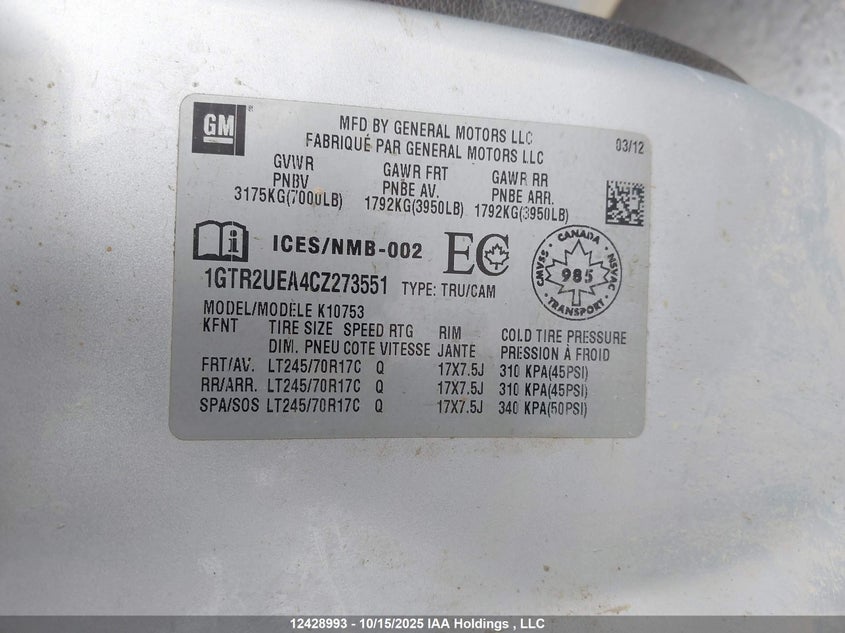 GM ®
MFD BY GENERAL MOTORS LLC
FABRIQUÉ PAR GENERAL MOTORS LLC
03/12
GVWR GAWR FRT GAWR RR
PNBV PNBE AV. PNBE ARR.
3175KG(7000LB) 1792KG(3950LB) 1792KG(3950LB)
i ICES/NMB-002 EC
CANADA
CMVSS NSVAC
985
TRANSPORT
1GTR2UEA4CZ273551 TYPE: TRU/CAM
MODEL/MODÈLE K10753
KFNT TIRE SIZE SPEED RTG RIM COLD TIRE PRESSURE
DIM. PNEU COTE VITESSE JANTE PRESSION À FROID
FRT/AV. LT245/70R17C Q 17X7.5J 310 KPA(45PSI)
RR/ARR. LT245/70R17C Q 17X7.5J 310 KPA(45PSI)
SPA/SOS LT245/70R17C Q 17X7.5J 340 KPA(50PSI)
12428993 - 10/15/2025 IAA Holdings , LLC